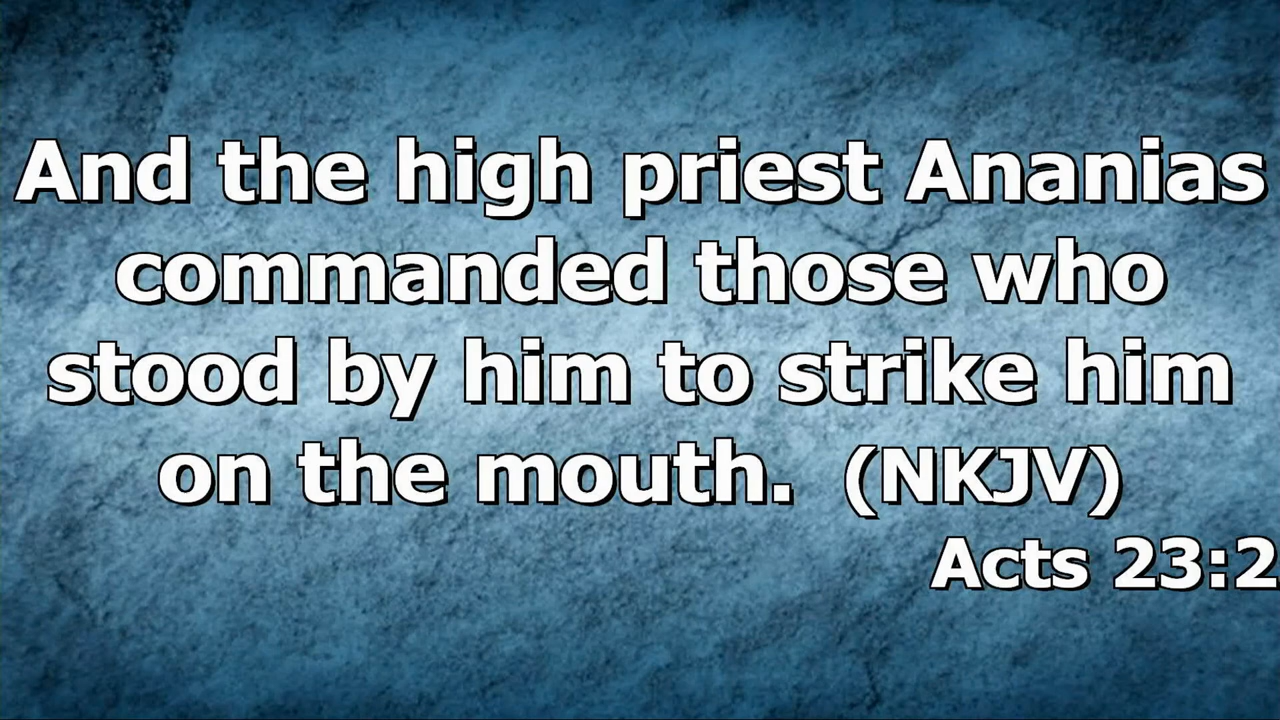 And the high priest Ananias
commanded those who
stood by him to strike him
on the mouth.  (NKJV)
Acts 23:2